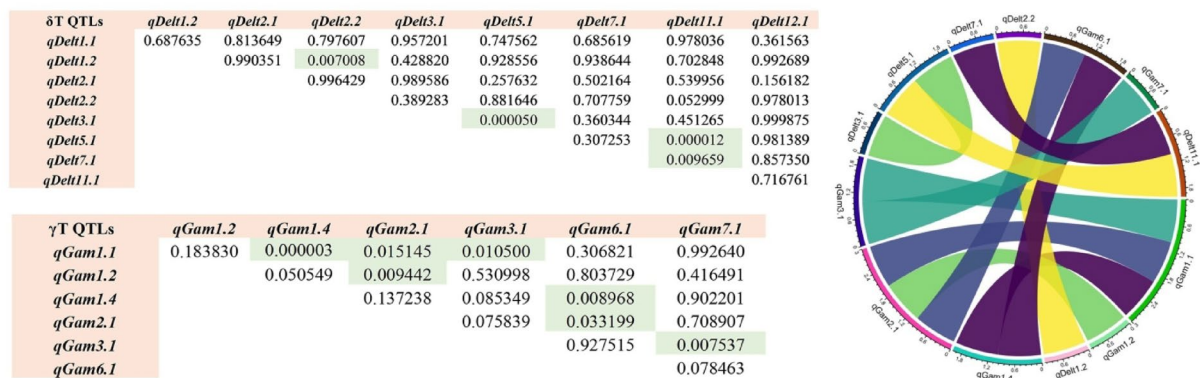 δT QTLs qDelt1.2 qDelt2.1 qDelt2.2 qDelt3.1 qDelt5.1 qDelt7.1 qDelt11.1 qDelt12.1
qDelt1.1 0.687635 0.813649 0.797607 0.957201 0.747562 0.685619 0.978036 0.361563
qDelt1.2 0.990351 0.007008 0.428820 0.928556 0.938644 0.702848 0.992689
qDelt2.1 0.996429 0.989586 0.257632 0.502164 0.539956 0.156182
qDelt2.2 0.389283 0.881646 0.707759 0.052999 0.978013
qDelt3.1 0.000050 0.360344 0.451265 0.999875
qDelt5.1 0.307253 0.000012 0.981389
qDelt7.1 0.009659 0.857350
qDelt11.1 0.716761
γT QTLs qGam1.2 qGam1.4 qGam2.1 qGam3.1 qGam6.1 qGam7.1
qGam1.1 0.183830 0.000003 0.015145 0.010500 0.306821 0.992640
qGam1.2 0.050549 0.009442 0.530998 0.803729 0.416491
qGam1.4 0.137238 0.085349 0.008968 0.902201
qGam2.1 0.075839 0.033199 0.708907
qGam3.1 0.927515 0.007537
qGam6.1 0.078463
qDelt2.2
qGam6.1
qGam7.1
qDelt11.1
qGam1.1
qGam1.2
qDelt1.2
qGam1.4
qGam2.1
qGam3.1
qDelt3.1
qDelt5.1
qDelt7.1